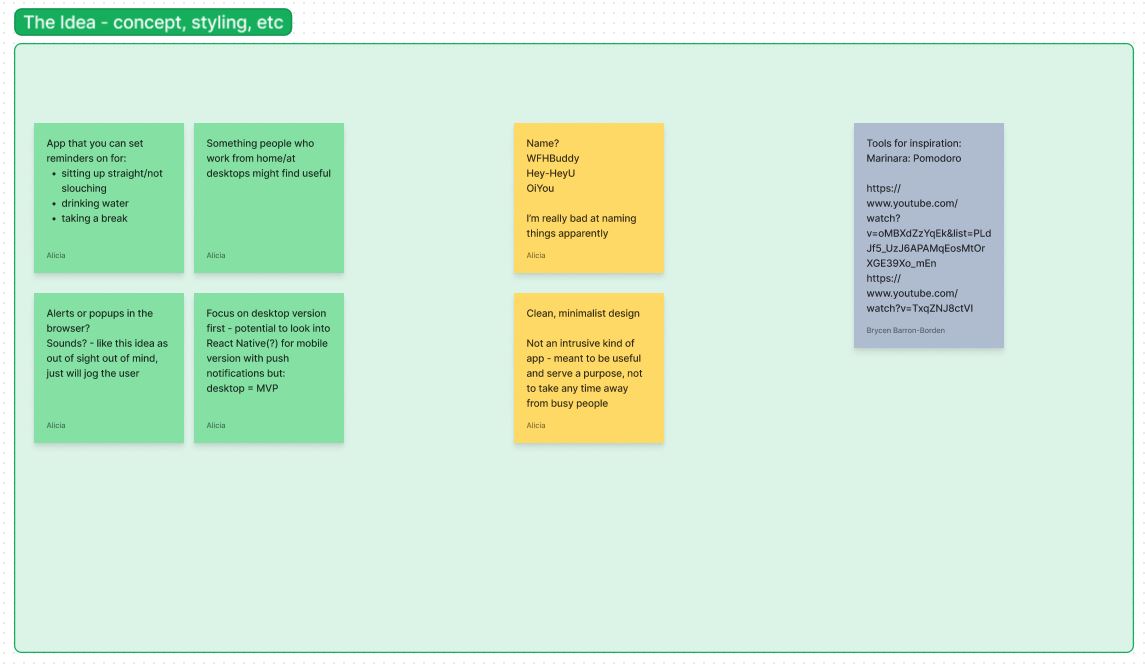 The Idea - concept, styling, etc
App that you can set
reminders on for:
• sitting up straight/not
slouching
• drinking water
• taking a break
Alicia
Something people who
work from home/at
desktops might find useful
Alicia
Alerts or popups in the
browser?
Sounds? - like this idea as
out of sight out of mind,
just will jog the user
Alicia
Focus on desktop version
first - potential to look into
React Native(?) for mobile
version with push
notifications but:
desktop = MVP
Alicia
Name?
WFHBuddy
Hey-HeyU
OiYou
I'm really bad at naming
things apparently
Alicia
Clean, minimalist design
Not an intrusive kind of
app - meant to be useful
and serve a purpose, not
to take any time away
from busy people
Alicia
Tools for inspiration:
Marinara: Pomodoro
https://
www.youtube.com/
watch?
v=oMBXdZzYqEk&list=PLd
Jf5_UzJ6APAMqEosMtOr
XGE39Xo_mEn
https://
www.youtube.com/
watch?v=TxqZNJ8ctVI
Brycen Barron-Borden